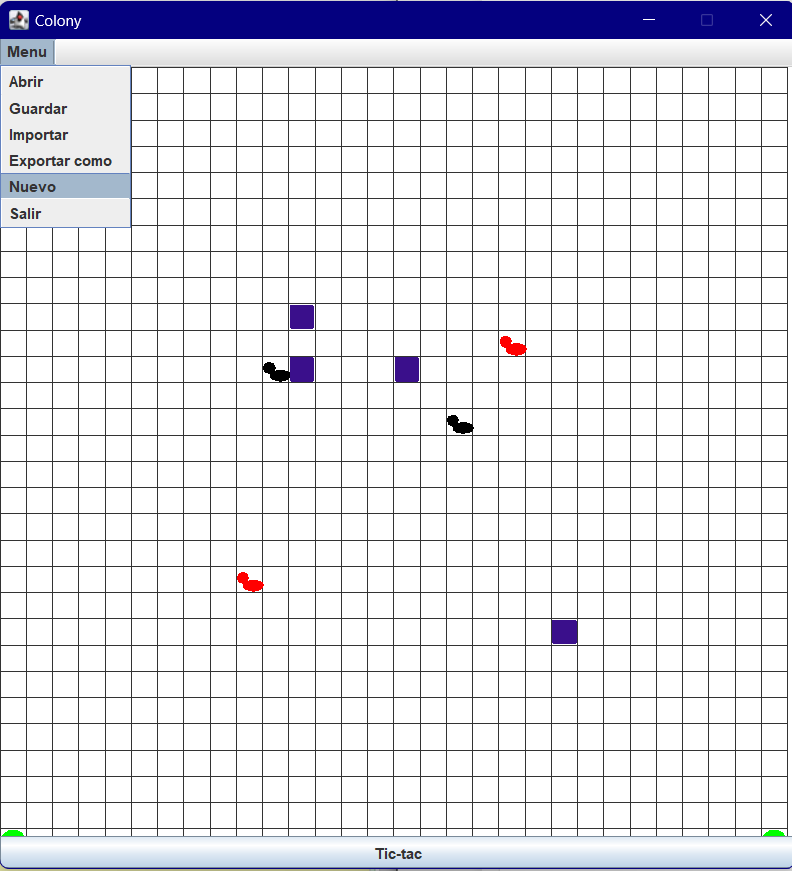 Colony
Menu
Abrir
Guardar
Importar
Exportar como
Nuevo
Salir
Tic-tac